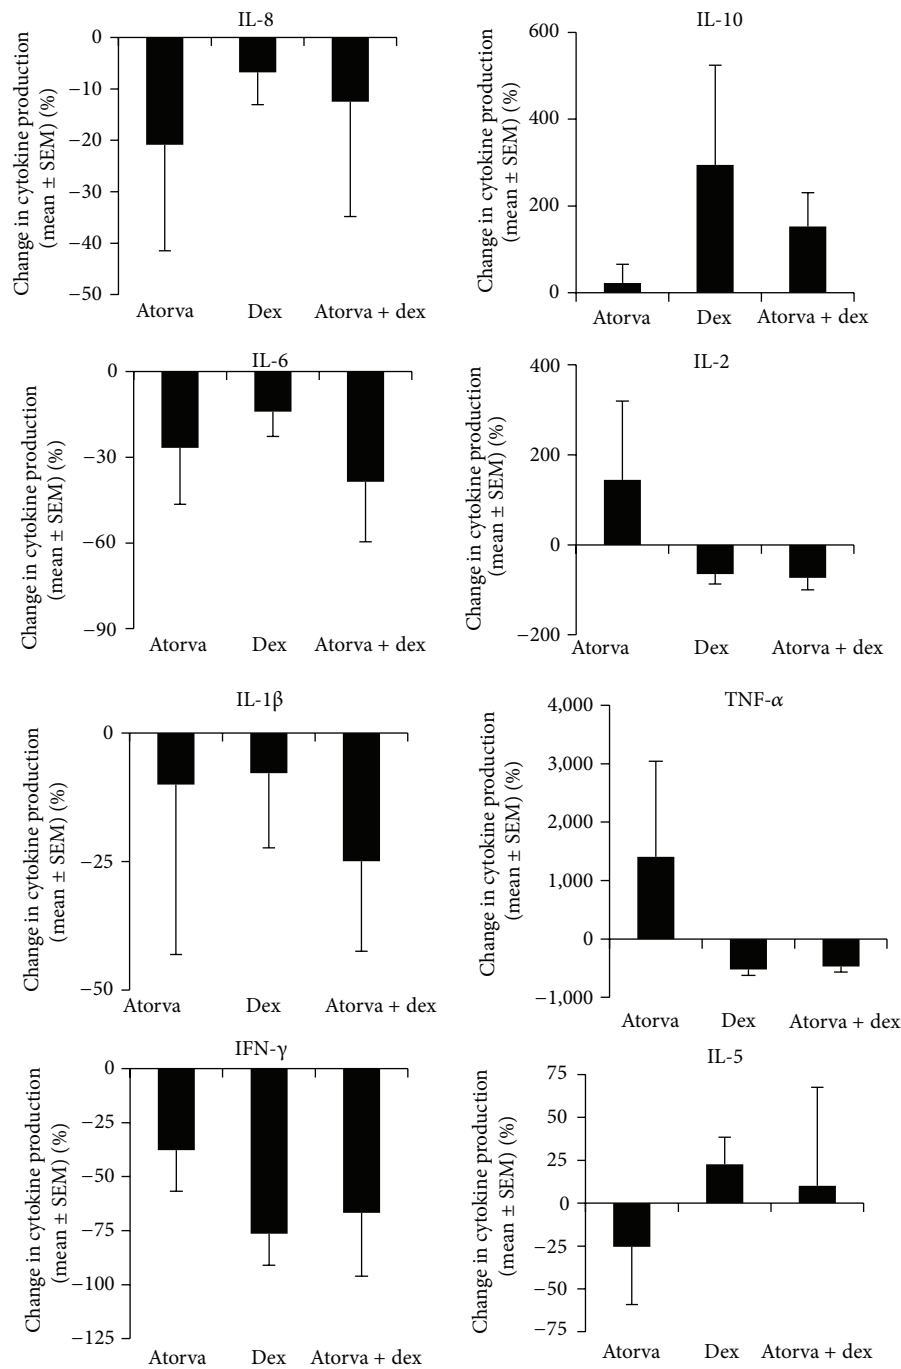 IL-8
Change in cytokine production
(mean ± SEM) (%)
0
−10
−20
−30
−40
−50
Atorva Dex Atorva + dex
IL-10
Change in cytokine production
(mean ± SEM) (%)
600
400
200
0
Atorva Dex Atorva + dex
IL-6
Change in cytokine production
(mean ± SEM) (%)
0
−30
−60
−90
Atorva Dex Atorva + dex
IL-2
Change in cytokine production
(mean ± SEM) (%)
400
200
0
−200
Atorva Dex Atorva + dex
IL-1β
Change in cytokine production
(mean ± SEM) (%)
0
−25
−50
Atorva Dex Atorva + dex
TNF-α
Change in cytokine production
(mean ± SEM) (%)
4,000
3,000
2,000
1,000
0
−1,000
Atorva Dex Atorva + dex
IFN-γ
Change in cytokine production
(mean ± SEM) (%)
0
−25
−50
−75
−100
−125
Atorva Dex Atorva + dex
IL-5
Change in cytokine production
(mean ± SEM) (%)
75
50
25
0
−25
−50
−75
Atorva Dex Atorva + dex